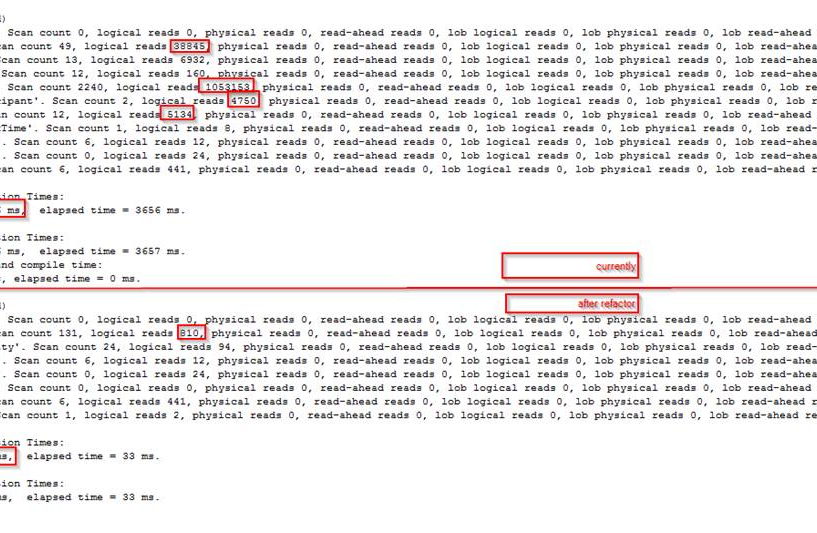 )
Scan count 0, logical reads 0, physical reads 0, read-ahead reads 0, lob logical reads 0, lob physical reads 0, lob read-ahead
can count 49, logical reads 38845, physical reads 0, read-ahead reads 0, lob logical reads 0, lob physical reads 0, lob read-ahea
Scan count 13, logical reads 6932, physical reads 0, read-ahead reads 0, lob logical reads 0, lob physical reads 0, lob read-ahe
Scan count 12, logical reads 160, physical reads 0, read-ahead reads 0, lob logical reads 0, lob physical reads 0, lob read-ahea
Scan count 2240, logical reads 1053153, physical reads 0, read-ahead reads 0, lob logical reads 0, lob physical reads 0, lob re
cipant'. Scan count 2, logical reads 4750, physical reads 0, read-ahead reads 0, lob logical reads 0, lob physical reads 0, lob r
an count 12, logical reads 5134, physical reads 0, read-ahead reads 0, lob logical reads 0, lob physical reads 0, lob read-ahead
tTime'. Scan count 1, logical reads 8, physical reads 0, read-ahead reads 0, lob logical reads 0, lob physical reads 0, lob read-
. Scan count 6, logical reads 12, physical reads 0, read-ahead reads 0, lob logical reads 0, lob physical reads 0, lob read-ahea
. Scan count 0, logical reads 24, physical reads 0, read-ahead reads 0, lob logical reads 0, lob physical reads 0, lob read-ahea
can count 6, logical reads 441, physical reads 0, read-ahead reads 0, lob logical reads 0, lob physical reads 0, lob read-ahead r
ion Times:
ms, elapsed time = 3656 ms.
ion Times:
ms, elapsed time = 3657 ms.
nd compile time:
, elapsed time = 0 ms.
currently
after refactor
)
Scan count 0, logical reads 0, physical reads 0, read-ahead reads 0, lob logical reads 0, lob physical reads 0, lob read-ahead
can count 131, logical reads 810, physical reads 0, read-ahead reads 0, lob logical reads 0, lob physical reads 0, lob read-ahead
ty'. Scan count 24, logical reads 94, physical reads 0, read-ahead reads 0, lob logical reads 0, lob physical reads 0, lob read-
. Scan count 6, logical reads 12, physical reads 0, read-ahead reads 0, lob logical reads 0, lob physical reads 0, lob read-ahea
. Scan count 0, logical reads 24, physical reads 0, read-ahead reads 0, lob logical reads 0, lob physical reads 0, lob read-ahea
Scan count 0, logical reads 0, physical reads 0, read-ahead reads 0, lob logical reads 0, lob physical reads 0, lob read-ahead
can count 6, logical reads 441, physical reads 0, read-ahead reads 0, lob logical reads 0, lob physical reads 0, lob read-ahead r
can count 1, logical reads 2, physical reads 0, read-ahead reads 0, lob logical reads 0, lob physical reads 0, lob read-ahead re
ion Times:
ms, elapsed time = 33 ms.
ion Times:
ms, elapsed time = 33 ms.